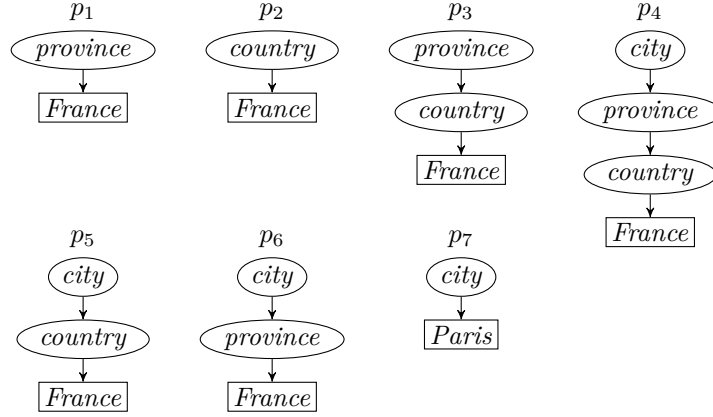 p1 p2 p3 p4
province country province city
France France country province
France country
France
p5 p6 p7
city city city
country province Paris
France France